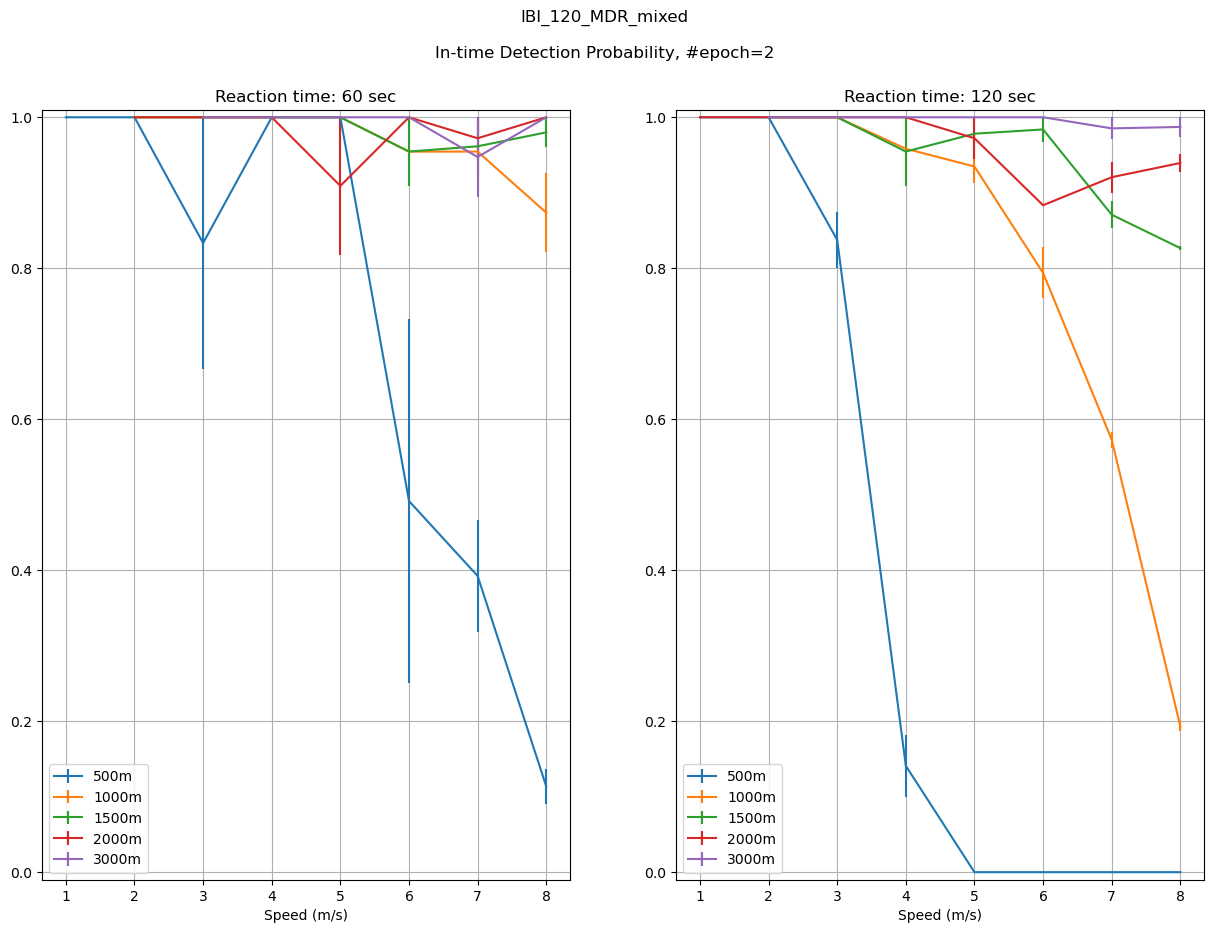 IBI_120_MDR_mixed
In-time Detection Probability, #epoch=2
Reaction time: 60 sec
1.0
0.8
0.6
0.4
0.2
0.0
500m
1000m
1500m
2000m
3000m
1 2 3 4 5 6 7 8
Speed (m/s)
Reaction time: 120 sec
1.0
0.8
0.6
0.4
0.2
0.0
500m
1000m
1500m
2000m
3000m
1 2 3 4 5 6 7 8
Speed (m/s)